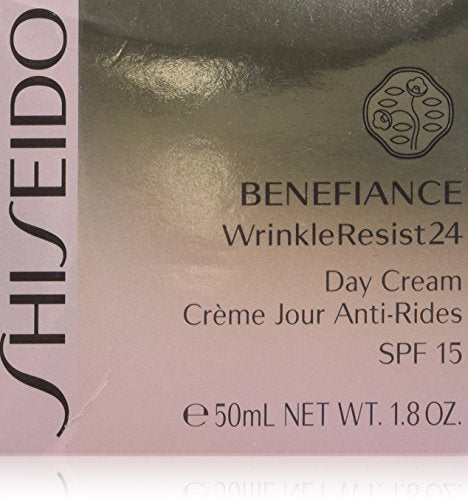 SHISEIDO
BENEFIANCE
WrinkleResist24
Day Cream
Crème Jour Anti-Rides
SPF 15
℮50mL NET WT. 1.8 OZ.